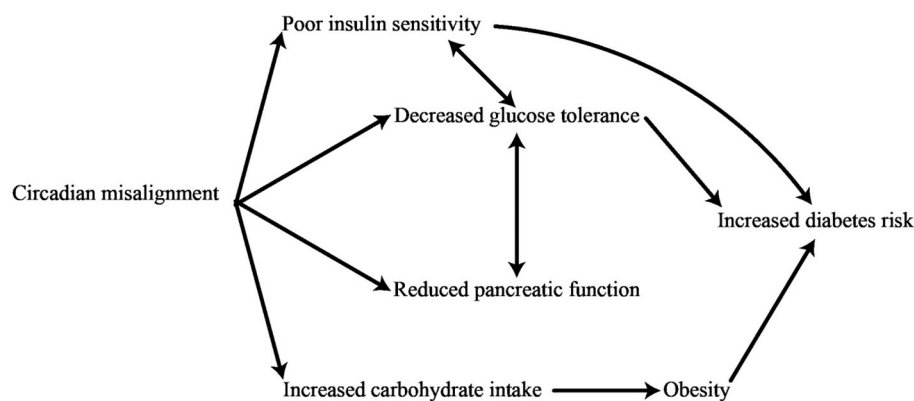 Poor insulin sensitivity
Decreased glucose tolerance
Circadian misalignment
Increased diabetes risk
Reduced pancreatic function
Increased carbohydrate intake
Obesity